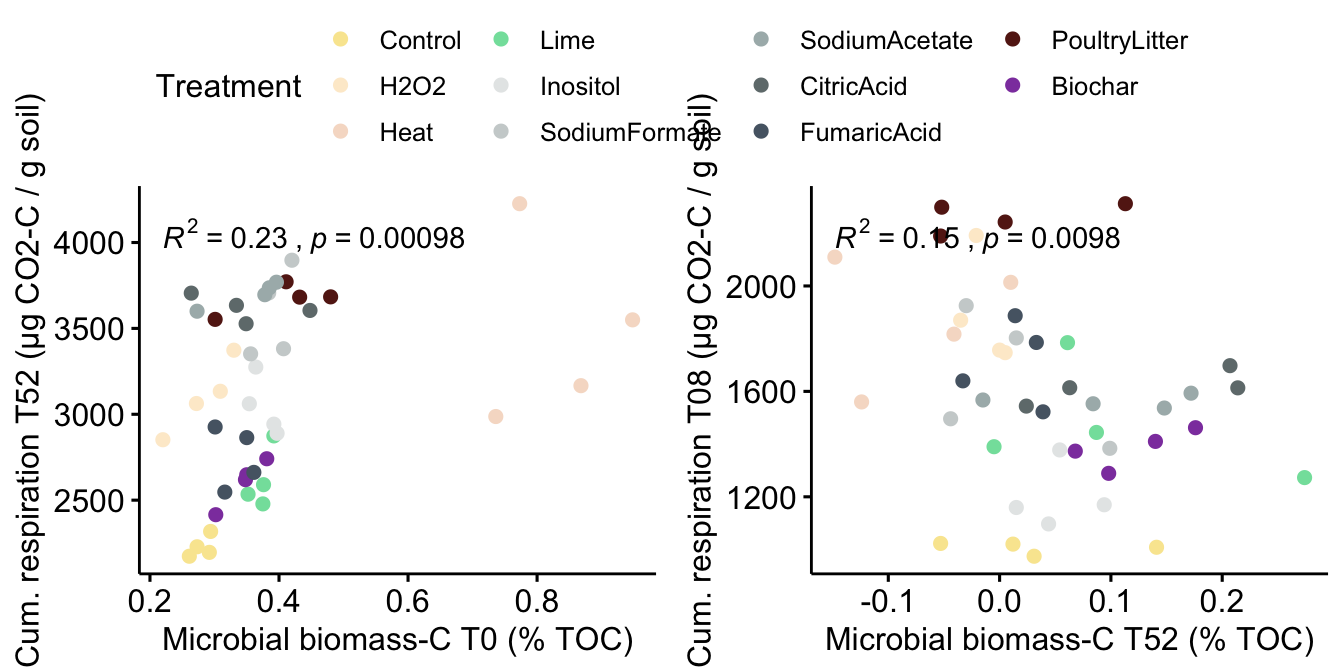 Treatment
Control
H2O2
Heat
Lime
Inositol
SodiumFormate
SodiumAcetate
CitricAcid
FumaricAcid
PoultryLitter
Biochar
Cum. respiration T52 (µg CO2-C / g soil)
4000
3500
3000
2500
R2 = 0.23 , p = 0.00098
0.2 0.4 0.6 0.8
Microbial biomass-C T0 (% TOC)
Cum. respiration T08 (µg CO2-C / g soil)
2000
1600
1200
R2 = 0.15 , p = 0.0098
-0.1 0.0 0.1 0.2
Microbial biomass-C T52 (% TOC)